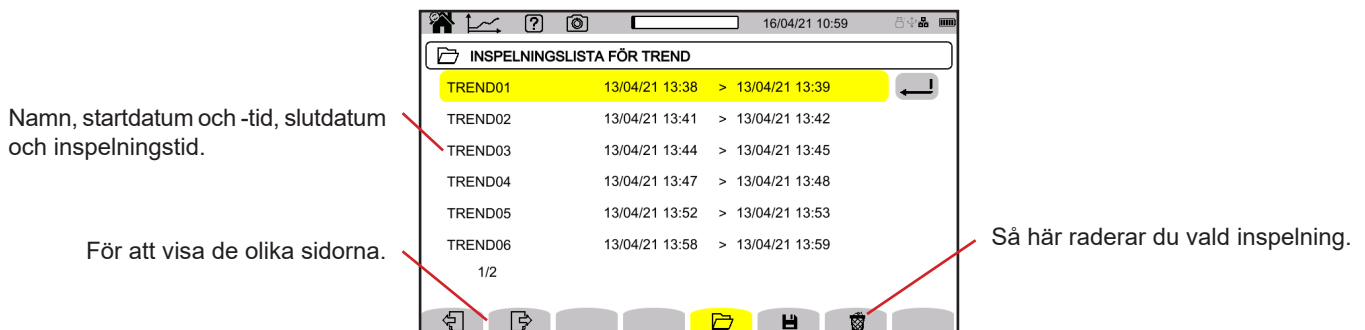 16/04/21 10:59
INSPELNINGSLISTA FÖR TREND
TREND01 13/04/21 13:38 > 13/04/21 13:39
TREND02 13/04/21 13:41 > 13/04/21 13:42
TREND03 13/04/21 13:44 > 13/04/21 13:45
TREND04 13/04/21 13:47 > 13/04/21 13:48
TREND05 13/04/21 13:52 > 13/04/21 13:53
TREND06 13/04/21 13:58 > 13/04/21 13:59
1/2
Namn, startdatum och -tid, slutdatum
och inspelningstid.
För att visa de olika sidorna.
Så här raderar du vald inspelning.